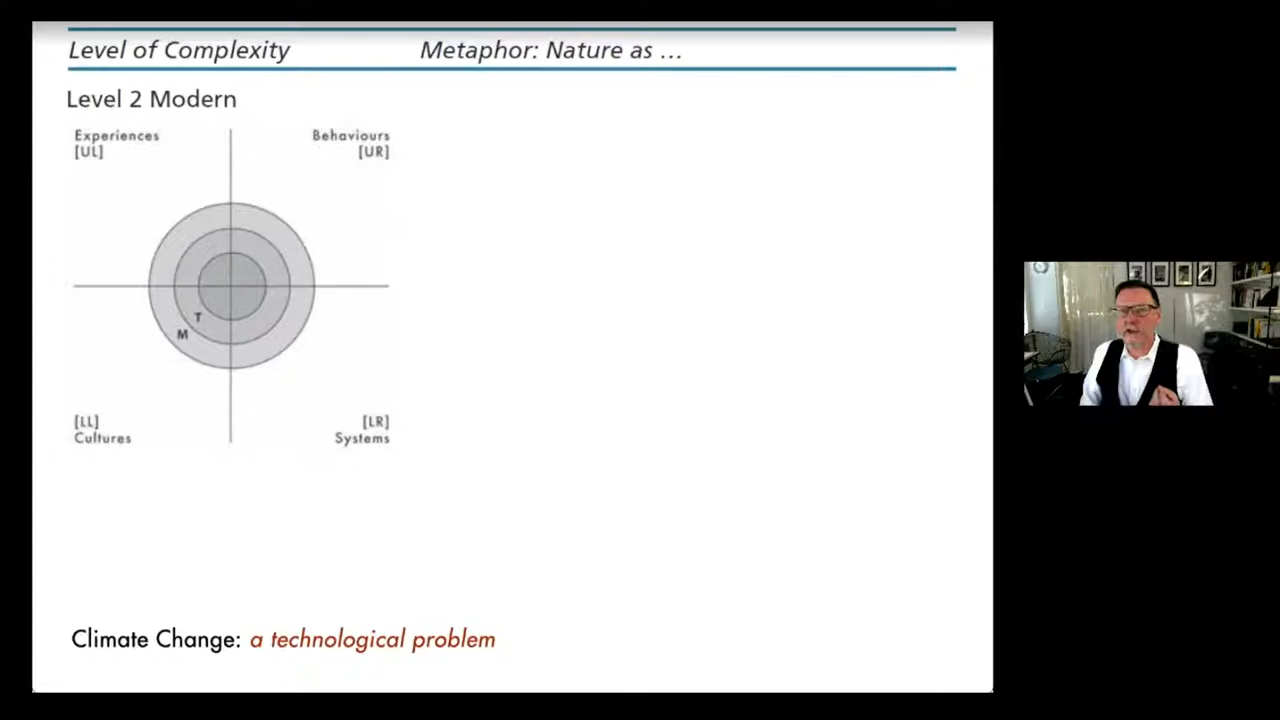 Level of Complexity Metaphor: Nature as ...
Level 2 Modern
Experiences Behaviours
[UL] [UR]
T
M
[LL] [LR]
Cultures Systems
Climate Change: a technological problem